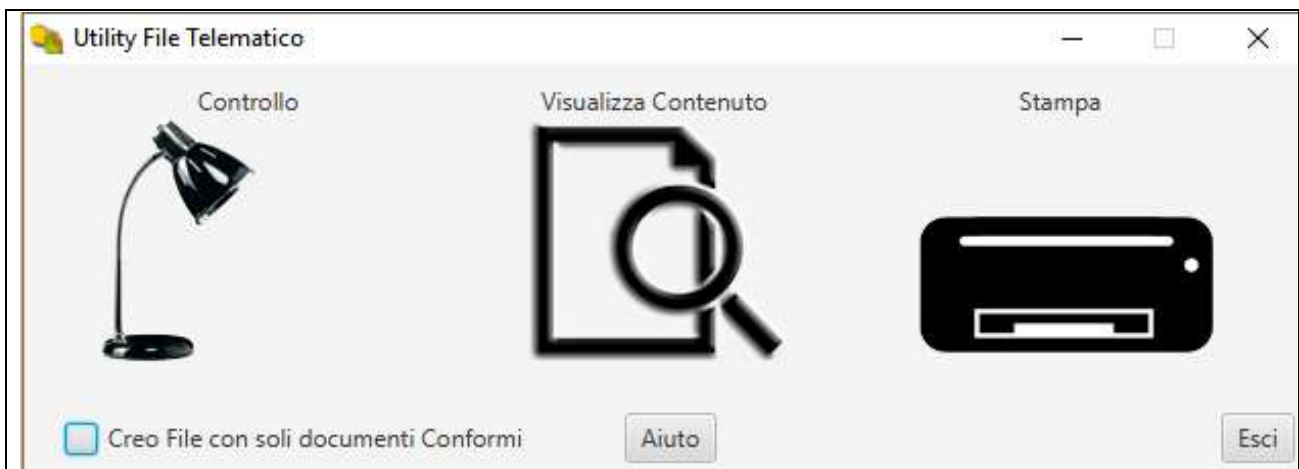 Utility File Telematico
Controllo
Visualizza Contenuto
Stampa
Creo File con soli documenti Conformi
Aiuto
Esci